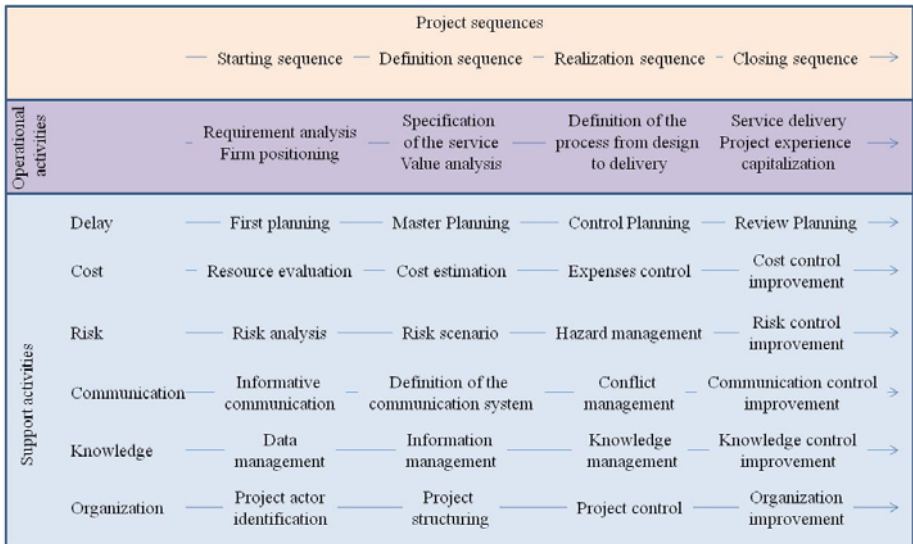 Project sequences
Starting sequence
Definition sequence
Realization sequence
Closing sequence
Operational
activities
Requirement analysis
Firm positioning
Specification
of the service
Value analysis
Definition of the
process from design
to delivery
Service delivery
Project experience
capitalization
Support activities
Delay
First planning
Master Planning
Control Planning
Review Planning
Cost
Resource evaluation
Cost estimation
Expenses control
Cost control
improvement
Risk
Risk analysis
Risk scenario
Hazard management
Risk control
improvement
Communication
Informative
communication
Definition of the
communication system
Conflict
management
Communication control
improvement
Knowledge
Data
management
Information
management
Knowledge
management
Knowledge control
improvement
Organization
Project actor
identification
Project
structuring
Project control
Organization
improvement